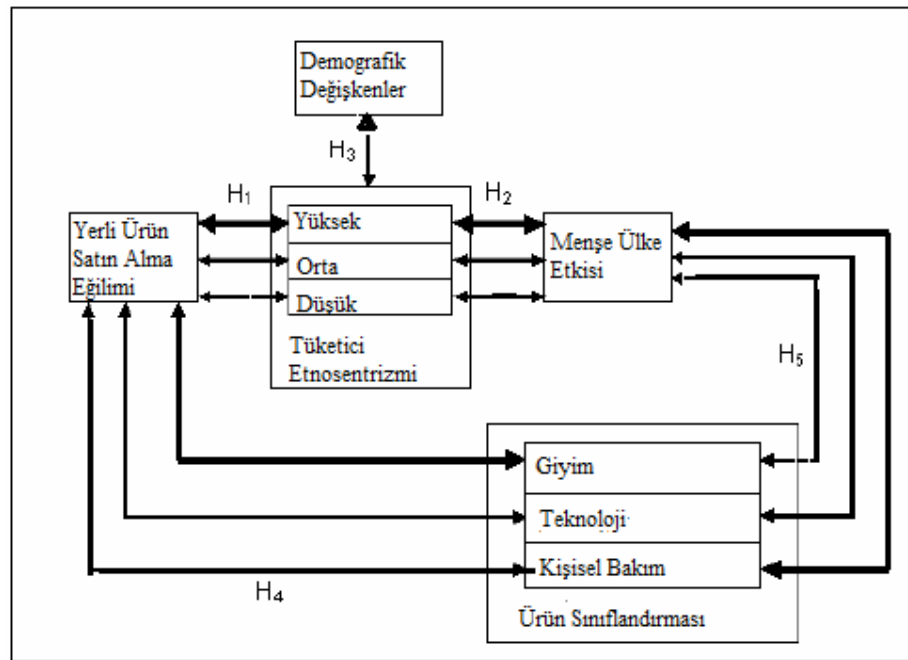 Demografik
Değişkenler
H3
H1
H2
Yerli Ürün
Satın Alma
Eğilimi
Yüksek
Orta
Düşük
Tüketici
Etnosentrizmi
Menşe Ülke
Etkisi
H5
Giyim
Teknoloji
Kişisel Bakım
H4
Ürün Sınıflandırması